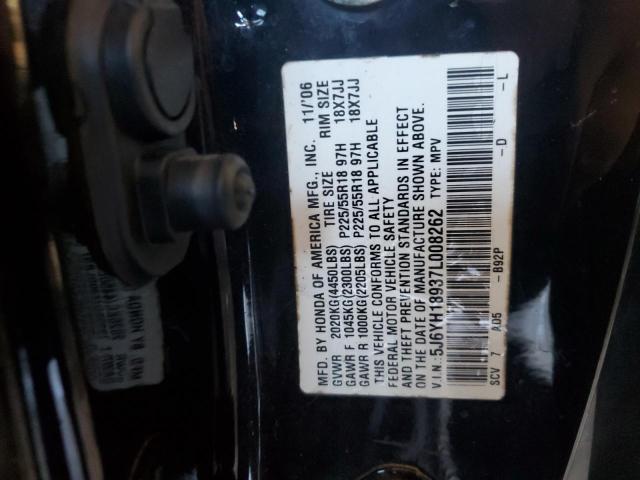 MFD. BY HONDA OF AMERICA MFG., INC. 11/'06
TIRE SIZE RIM SIZE
GVWR 2020KG(4450LBS)
GAWR F 1045KG(2300LBS) P225/55R18 97H 18X7JJ
GAWR R 1000KG(2205LBS) P225/55R18 97H 18X7JJ
THIS VEHICLE CONFORMS TO ALL APPLICABLE
FEDERAL MOTOR VEHICLE SAFETY
AND THEFT PREVENTION STANDARDS IN EFFECT
ON THE DATE OF MANUFACTURE SHOWN ABOVE.
V.I.N.:5J6YH18937L008262 TYPE: MPV
SCV 7 A05 -B92P -D -L